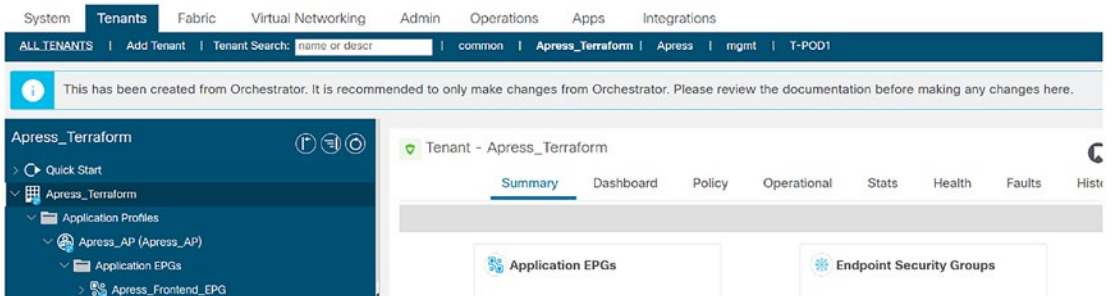 System Tenants Fabric Virtual Networking Admin Operations Apps Integrations
ALL TENANTS | Add Tenant | Tenant Search: name or descr | common | Apress_Terraform | Apress | mgmt | T-POD1
This has been created from Orchestrator. It is recommended to only make changes from Orchestrator. Please review the documentation before making any changes here.
Apress_Terraform
Quick Start
Apress_Terraform
Application Profiles
Apress_AP (Apress_AP)
Application EPGs
Apress_Frontend_EPG
Tenant - Apress_Terraform
Summary Dashboard Policy Operational Stats Health Faults
Application EPGs
Endpoint Security Groups